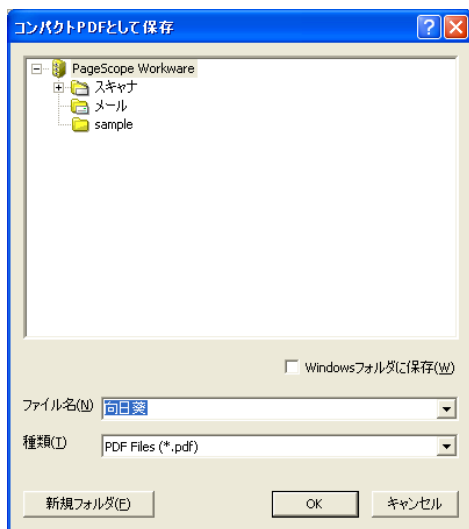 コンパクトPDFとして保存
PageScope Workware
スキャナ
メール
sample
Windowsフォルダに保存(W)
ファイル名(N) 向日葵
種類(T) PDF Files (*.pdf)
新規フォルダ(F) OK キャンセル